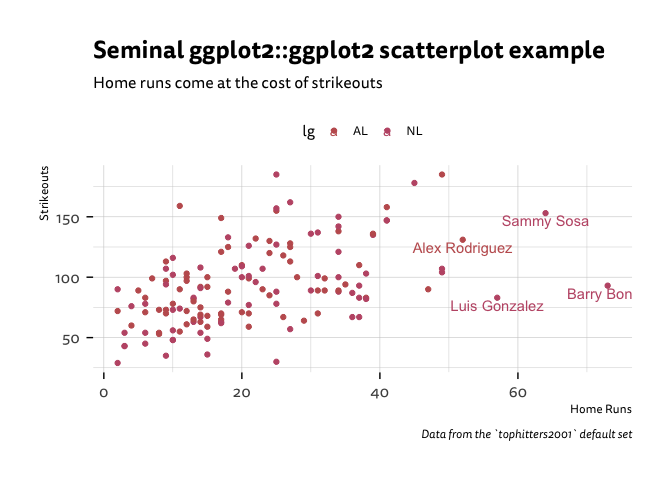 Seminal ggplot2::ggplot2 scatterplot example
Home runs come at the cost of strikeouts
lg a AL a NL
Strikeouts
150
100
50
Sammy Sosa
Alex Rodriguez
Barry Bon
Luis Gonzalez
0 20 40 60
Home Runs
Data from the `tophitters2001` default set